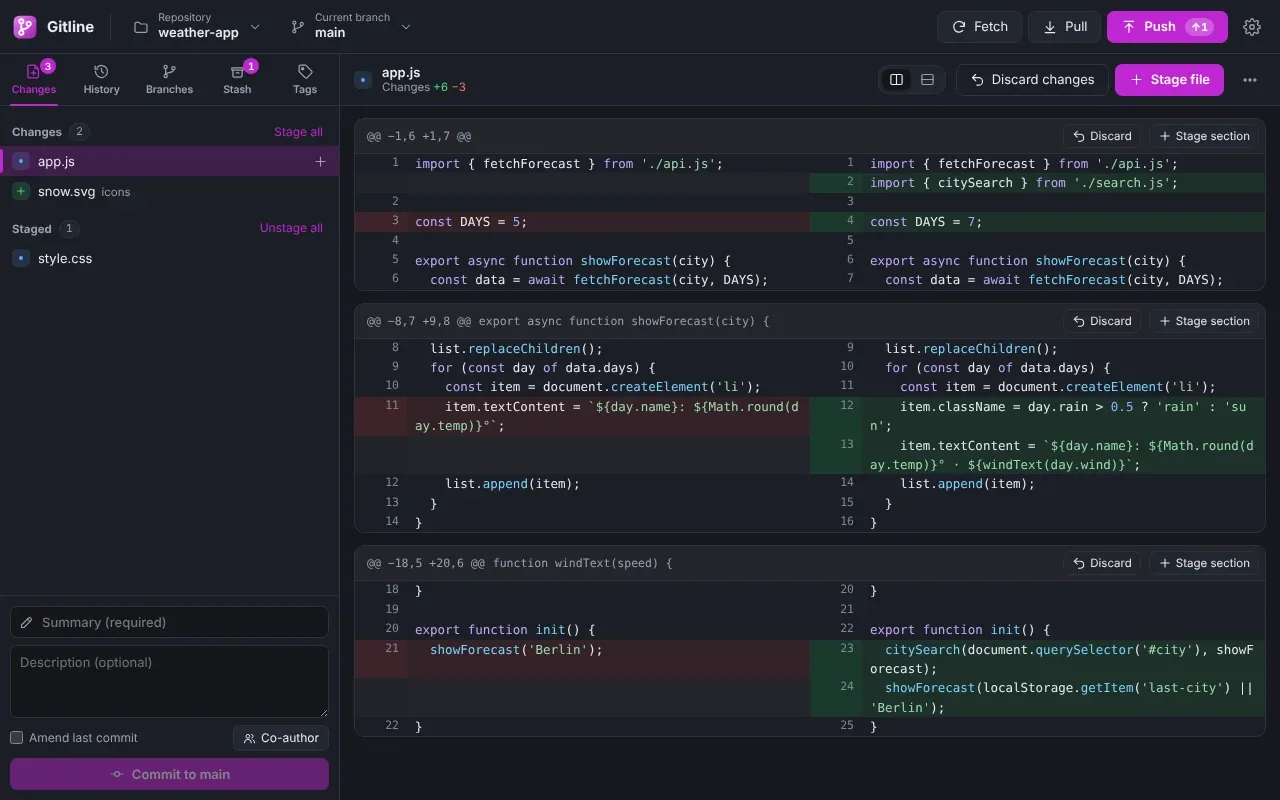 Gitline
Repository
weather-app
Current branch
main
Fetch
Pull
Push
1
3
Changes
History
Branches
1
Stash
Tags
app.js
Changes +6 −3
Discard changes
Stage file
Changes 2
Stage all
app.js
snow.svg icons
Staged 1
Unstage all
style.css
Summary (required)
Description (optional)
Amend last commit
Co-author
Commit to main
@@ −1,6 +1,7 @@
Discard
Stage section
1 import { fetchForecast } from './api.js';
2
3 const DAYS = 5;
4
5 export async function showForecast(city) {
6 const data = await fetchForecast(city, DAYS);
1 import { fetchForecast } from './api.js';
2 import { citySearch } from './search.js';
3
4 const DAYS = 7;
5
6 export async function showForecast(city) {
7 const data = await fetchForecast(city, DAYS);
@@ −8,7 +9,8 @@ export async function showForecast(city) {
Discard
Stage section
8 list.replaceChildren();
9 for (const day of data.days) {
10 const item = document.createElement('li');
11 item.textContent = `${day.name}: ${Math.round(d
ay.temp)}°`;
12 list.append(item);
13 }
14 }
9 list.replaceChildren();
10 for (const day of data.days) {
11 const item = document.createElement('li');
12 item.className = day.rain > 0.5 ? 'rain' : 'su
n';
13 item.textContent = `${day.name}: ${Math.round(d
ay.temp)}° · ${windText(day.wind)}`;
14 list.append(item);
15 }
16 }
@@ −18,5 +20,6 @@ function windText(speed) {
Discard
Stage section
18 }
19
20 export function init() {
21 showForecast('Berlin');
22 }
20 }
21
22 export function init() {
23 citySearch(document.querySelector('#city'), showF
orecast);
24 showForecast(localStorage.getItem('last-city') ||
'Berlin');
25 }